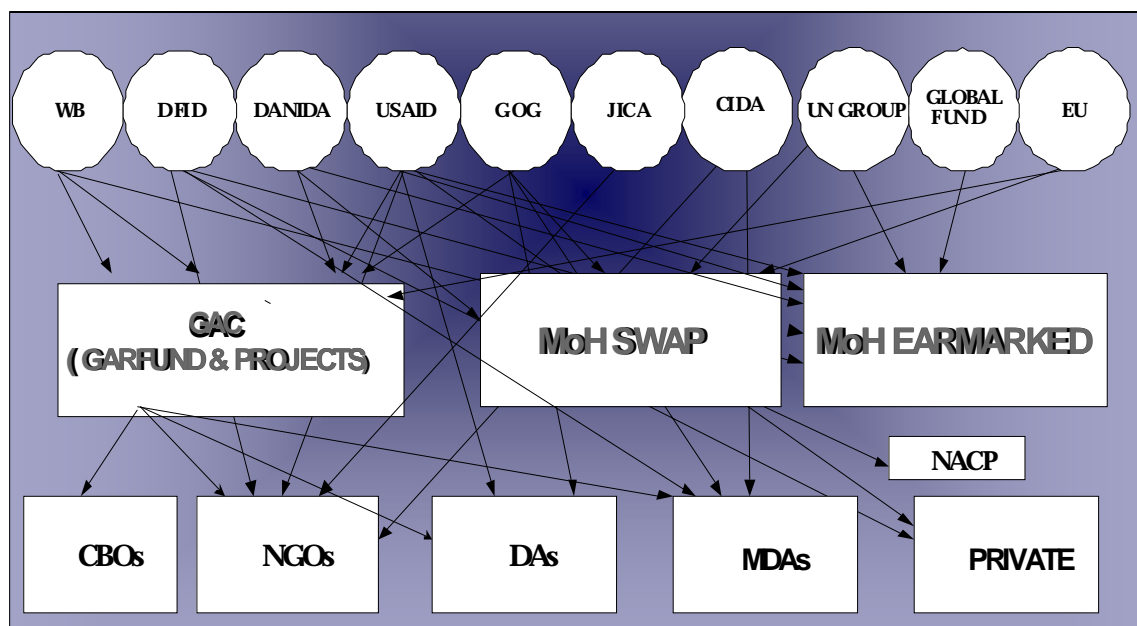 WB
DFID
DANIDA
USAID
GOG
JICA
CIDA
UN GROUP
GLOBAL
FUND
EU
GAC
( GARFUND & PROJECTS)
MoH SWAP
MoH EARMARKED
NACP
CBOs
NGOs
DAs
MDAs
PRIVATE